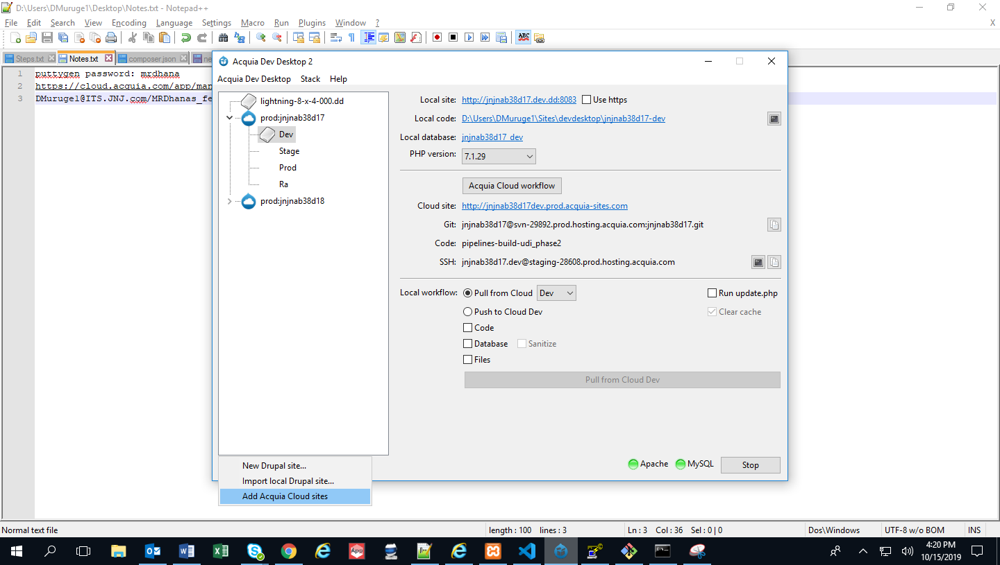 D:\Users\DMuruge1\Desktop\Notes.txt - Notepad++
File Edit Search View Encoding Language Settings Macro Run Plugins Window ? X
ABC
Steps.txt Notes.txt composer.json ne
1 puttygen password: mrdhana
2 https://cloud.acquia.com/app/man
3 DMuruge1@ITS.JNJ.com/MRDhanas_fe
Acquia Dev Desktop 2
Acquia Dev Desktop Stack Help
lightning-8-x-4-000.dd
prod:jnjnab38d17
Dev
Stage
Prod
Ra
prod:jnjnab38d18
Local site: http://jnjnab38d17.dev.dd:8083 Use https
Local code: D:\Users\DMuruge1\Sites\devdesktop\jnjnab38d17-dev
Local database: jnjnab38d17_dev
PHP version: 7.1.29
Acquia Cloud workflow
Cloud site: http://jnjnab38d17dev.prod.acquia-sites.com
Git: jnjnab38d17@svn-29892.prod.hosting.acquia.com:jnjnab38d17.git
Code: pipelines-build-udi_phase2
SSH: jnjnab38d17.dev@staging-28608.prod.hosting.acquia.com
Local workflow: Pull from Cloud Dev Run update.php
Push to Cloud Dev Clear cache
Code
Database Sanitize
Files
Pull from Cloud Dev
Apache MySQL Stop
New Drupal site...
Import local Drupal site...
Add Acquia Cloud sites
Normal text file length : 100 lines : 3 Ln : 3 Col : 36 Sel : 0 | 0 Dos\Windows UTF-8 w/o BOM INS
App
4:20 PM
10/15/2019